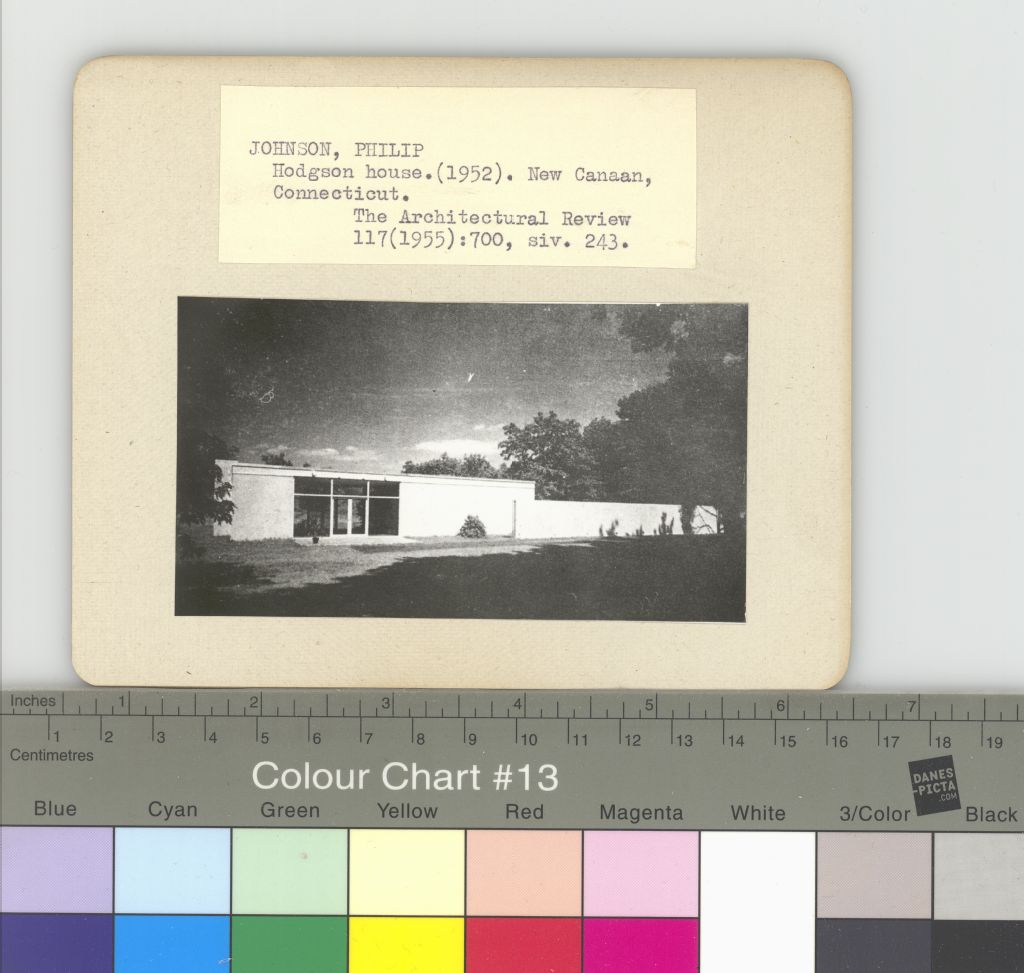 JOHNSON, PHILIP
Hodgson house.(1952). New Canaan,
Connecticut.
The Architectural Review
117(1955):700, siv. 243.
Inches 1 2 3 4 5 6 7
1 2 3 4 5 6 7 8 9 10 11 12 13 14 15 16 17 18 19
Centimetres
Colour Chart #13
DANES
-PICTA
.COM
Blue Cyan Green Yellow Red Magenta White 3/Color Black